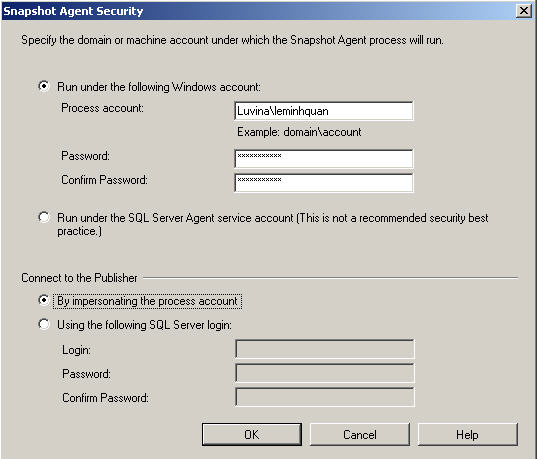 Snapshot Agent Security
Specify the domain or machine account under which the Snapshot Agent process will run.
Run under the following Windows account:
Process account:
Luvina\leminhquan
Example: domain\account
Password:
***********
Confirm Password:
***********
Run under the SQL Server Agent service account (This is not a recommended security best
practice.)
Connect to the Publisher
By impersonating the process account
Using the following SQL Server login:
Login:
Password:
Confirm Password:
OK Cancel Help